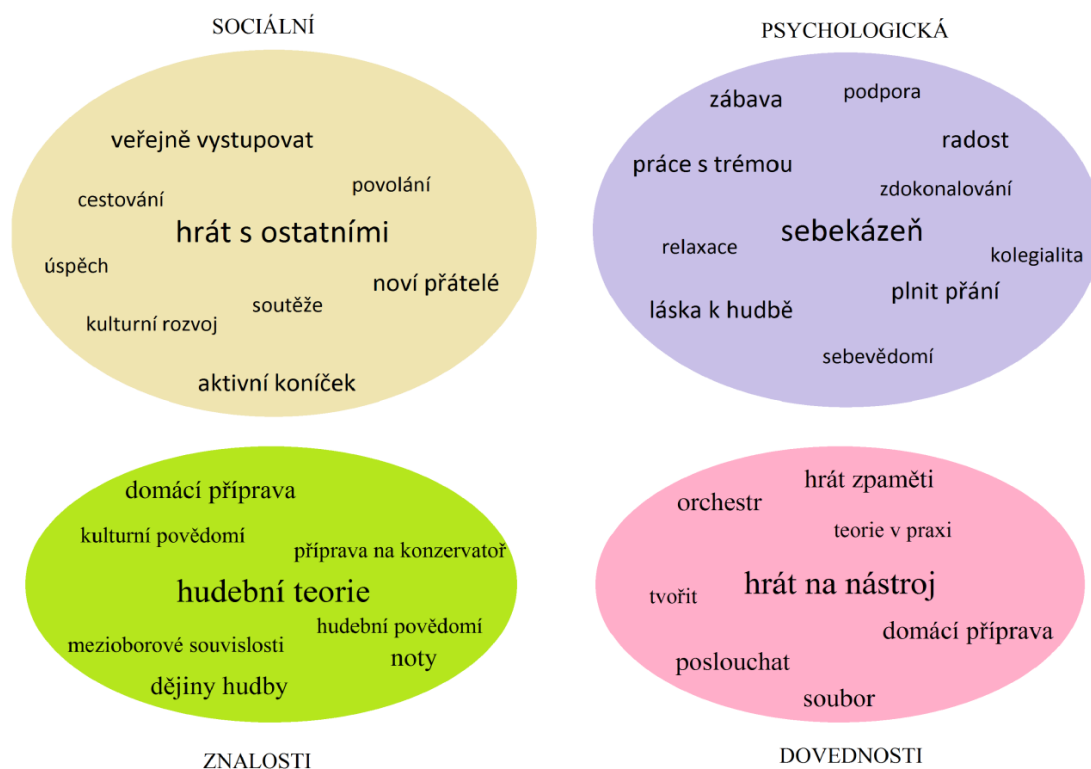 SOCIÁLNÍ
veřejně vystupovat
povolání
cestování
hrát s ostatními
úspěch
noví přátelé
soutěže
kulturní rozvoj
aktivní koníček
PSYCHOLOGICKÁ
zábava
podpora
radost
práce s trémou
zdokonalování
sebekázeň
relaxace
kolegialita
plnit přání
láska k hudbě
sebevědomí
domácí příprava
kulturní povědomí
příprava na konzervatoř
hudební teorie
hudební povědomí
mezioborové souvislosti
noty
dějiny hudby
ZNALOSTI
hrát zpaměti
orchestr
teorie v praxi
hrát na nástroj
tvořit
domácí příprava
poslouchat
soubor
DOVEDNOSTI